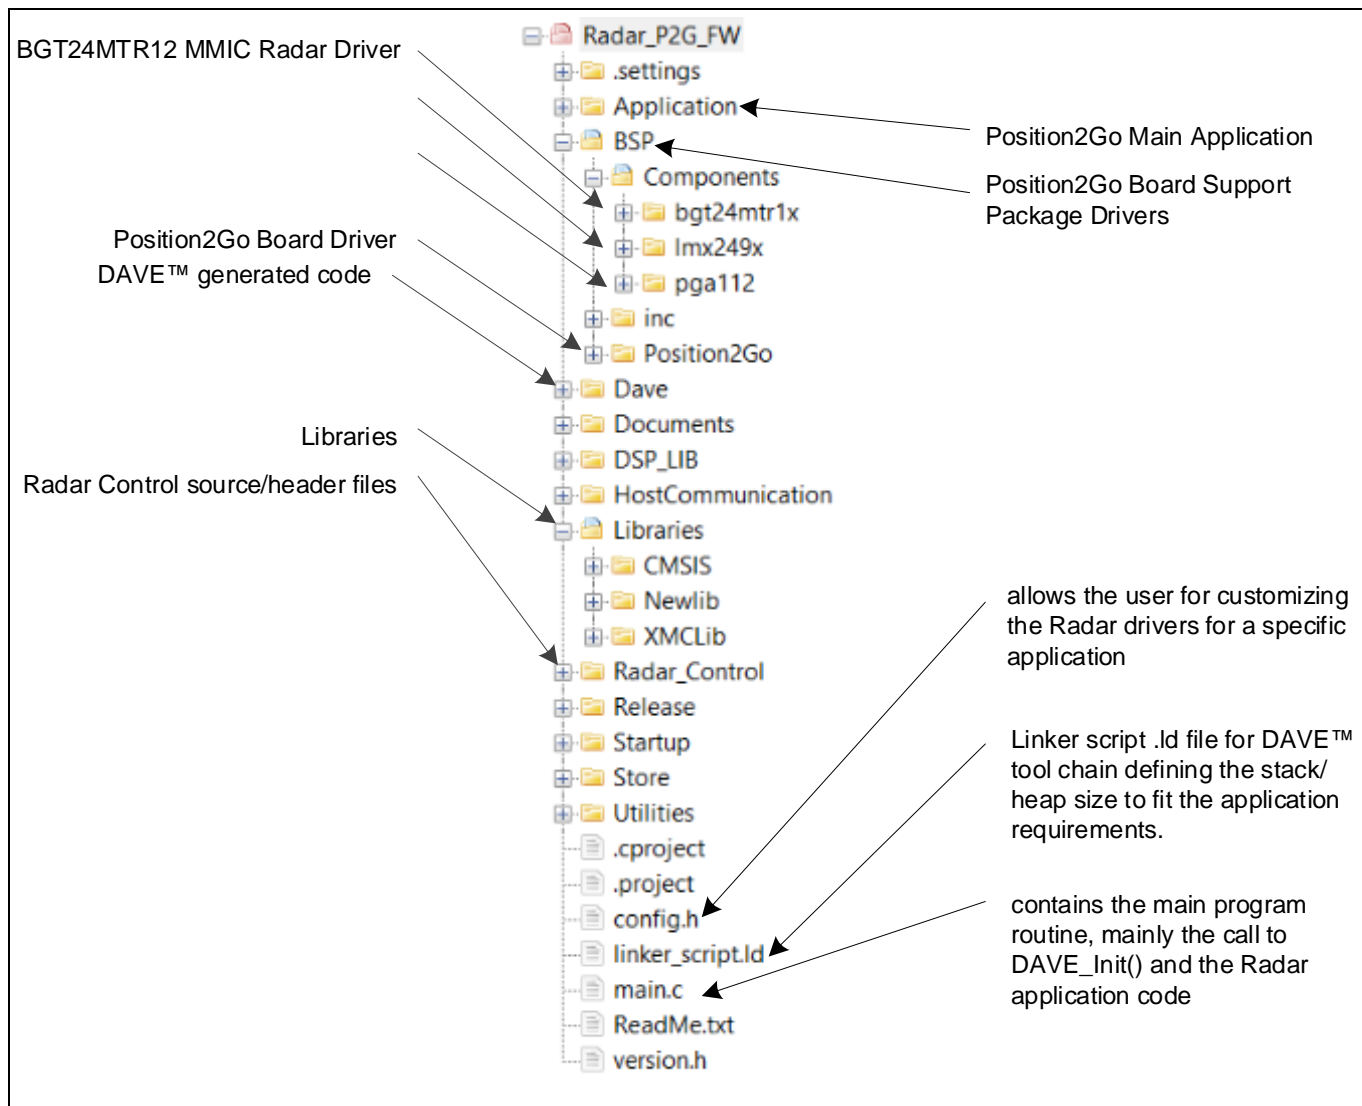 BGT24MTR12 MMIC Radar Driver
Position2Go Board Driver
DAVE™ generated code
Libraries
Radar Control source/header files
Radar_P2G_FW
.settings
Application
BSP
Components
bgt24mtr1x
lmx249x
pga112
inc
Position2Go
Dave
Documents
DSP_LIB
HostCommunication
Libraries
CMSIS
Newlib
XMCLib
Radar_Control
Release
Startup
Store
Utilities
.cproject
.project
config.h
linker_script.ld
main.c
ReadMe.txt
version.h
Position2Go Main Application
Position2Go Board Support
Package Drivers
allows the user for customizing
the Radar drivers for a specific
application
Linker script .ld file for DAVE™
tool chain defining the stack/
heap size to fit the application
requirements.
contains the main program
routine, mainly the call to
DAVE_Init() and the Radar
application code